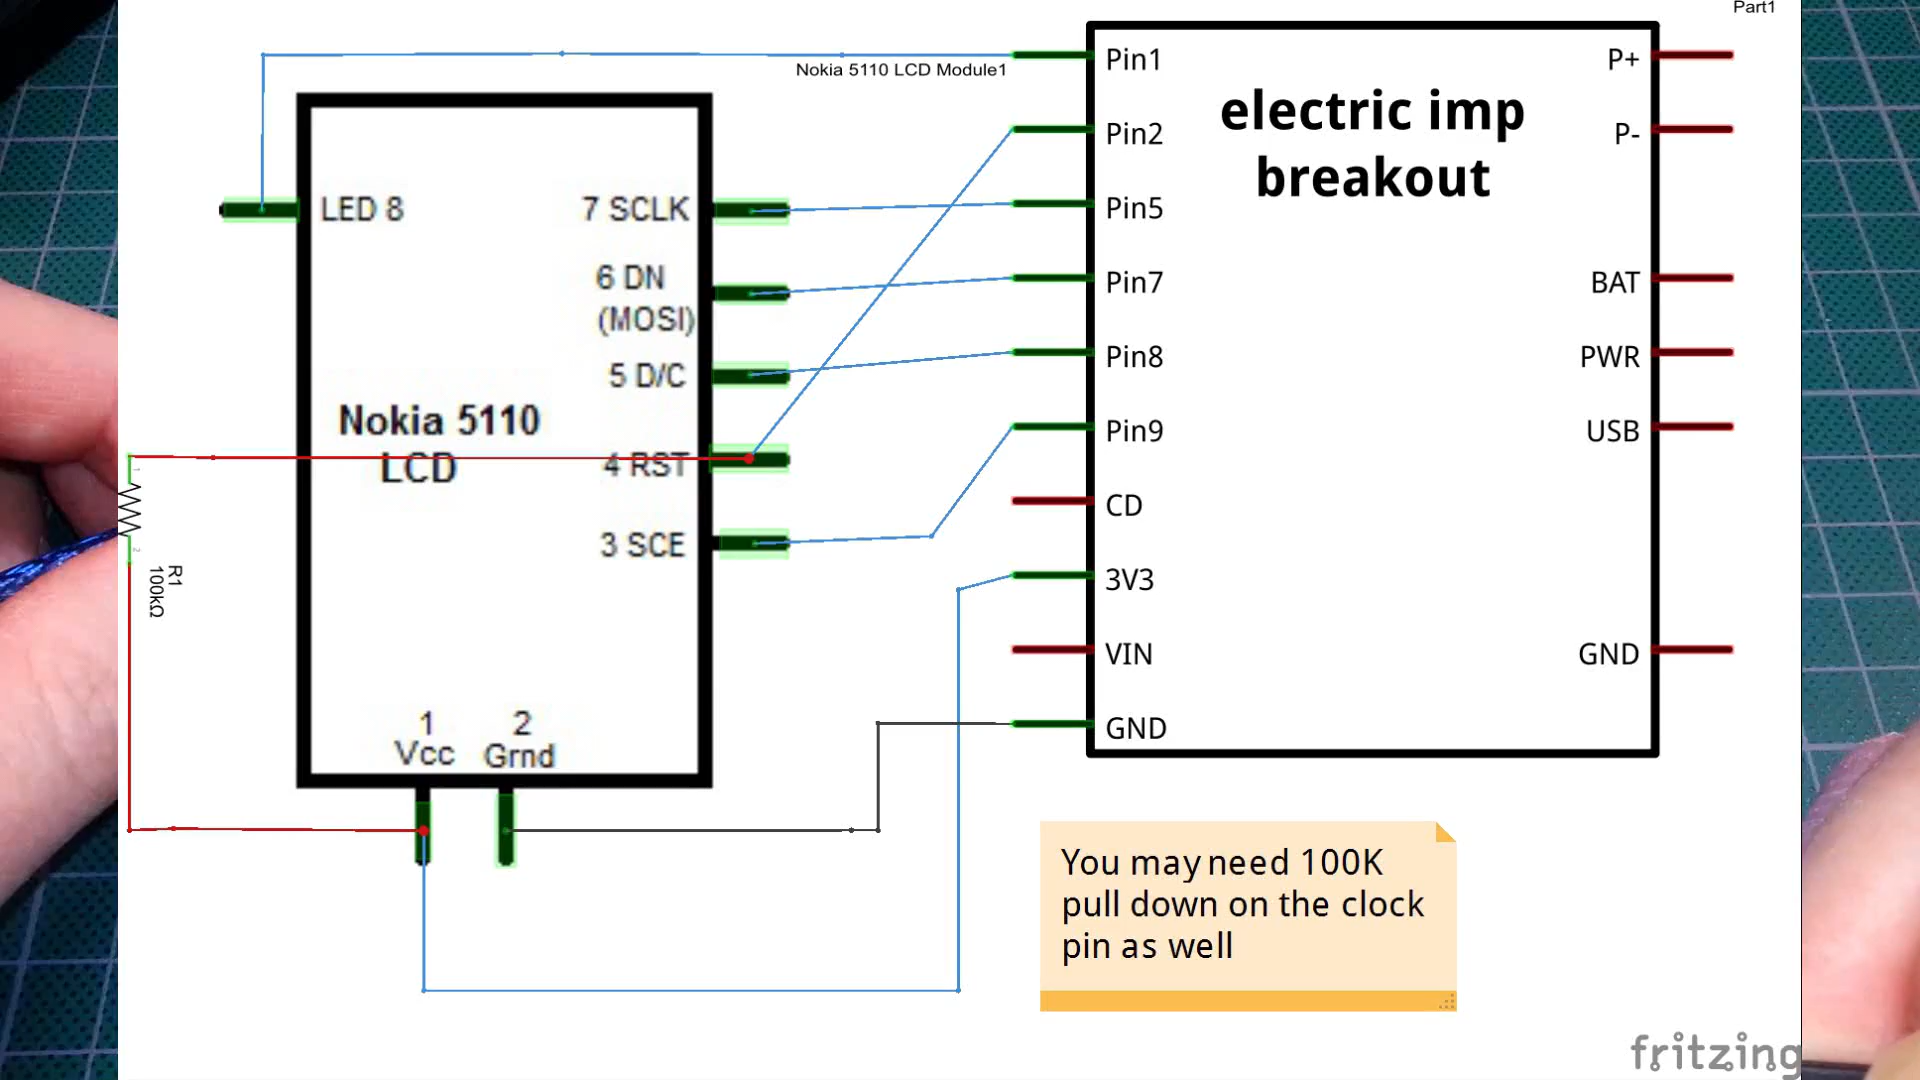 Part1
Nokia 5110 LCD Module1
LED 8
7 SCLK
6 DN
(MOSI)
5 D/C
Nokia 5110
LCD
4 RST
3 SCE
1
Vcc
2
Grnd
1
2
R1
100kΩ
electric imp
breakout
Pin1
Pin2
Pin5
Pin7
Pin8
Pin9
CD
3V3
VIN
GND
P+
P-
BAT
PWR
USB
GND
You may need 100K
pull down on the clock
pin as well
fritzing